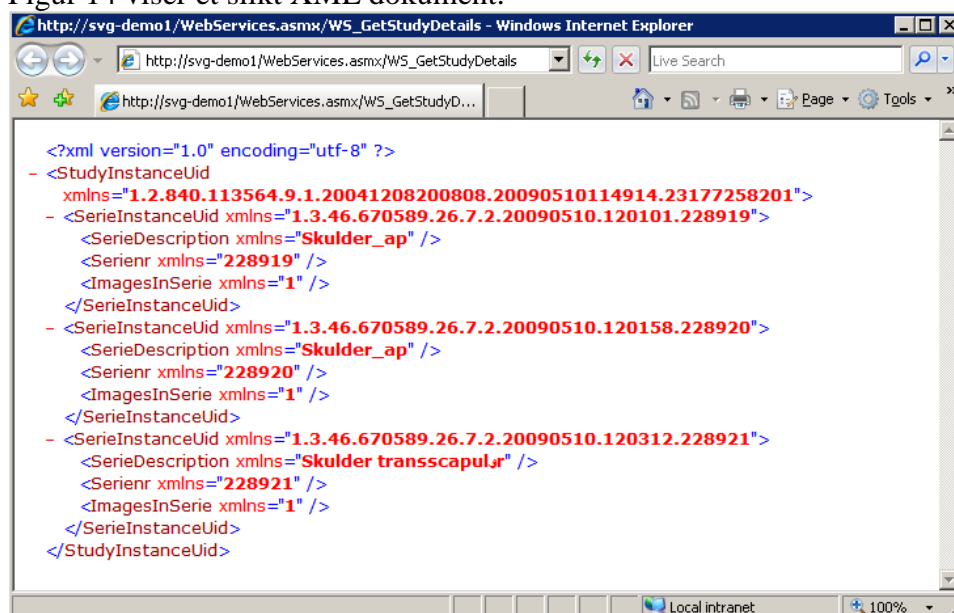 Figur 14 viser et slikt XML dokument:
http://svg-demo1/WebServices.asmx/WS_GetStudyDetails - Windows Internet Explorer
http://svg-demo1/WebServices.asmx/WS_GetStudyDetails
Live Search
http://svg-demo1/WebServices.asmx/WS_GetStudyD...
Page
Tools
»
<?xml version="1.0" encoding="utf-8" ?>
- <StudyInstanceUid
xmlns="1.2.840.113564.9.1.20041208200808.20090510114914.23177258201">
- <SerieInstanceUid xmlns="1.3.46.670589.26.7.2.20090510.120101.228919">
<SerieDescription xmlns="Skulder_ap" />
<Serienr xmlns="228919" />
<ImagesInSerie xmlns="1" />
</SerieInstanceUid>
- <SerieInstanceUid xmlns="1.3.46.670589.26.7.2.20090510.120158.228920">
<SerieDescription xmlns="Skulder_ap" />
<Serienr xmlns="228920" />
<ImagesInSerie xmlns="1" />
</SerieInstanceUid>
- <SerieInstanceUid xmlns="1.3.46.670589.26.7.2.20090510.120312.228921">
<SerieDescription xmlns="Skulder />
<Serienr xmlns="228921" />
<ImagesInSerie xmlns="1" />
</SerieInstanceUid>
</StudyInstanceUid>
Local intranet
100%